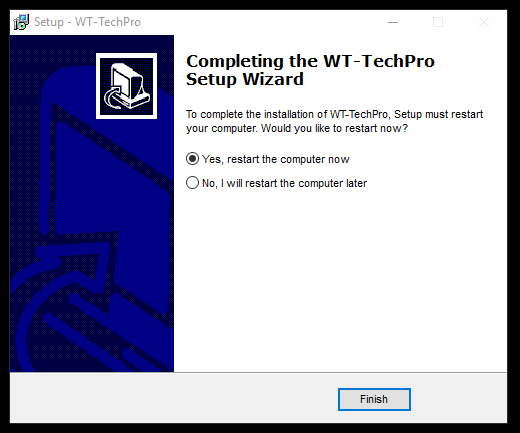 Setup - WT-TechPro
Completing the WT-TechPro
Setup Wizard
To complete the installation of WT-TechPro, Setup must restart
your computer. Would you like to restart now?
Yes, restart the computer now
No, I will restart the computer later
Finish